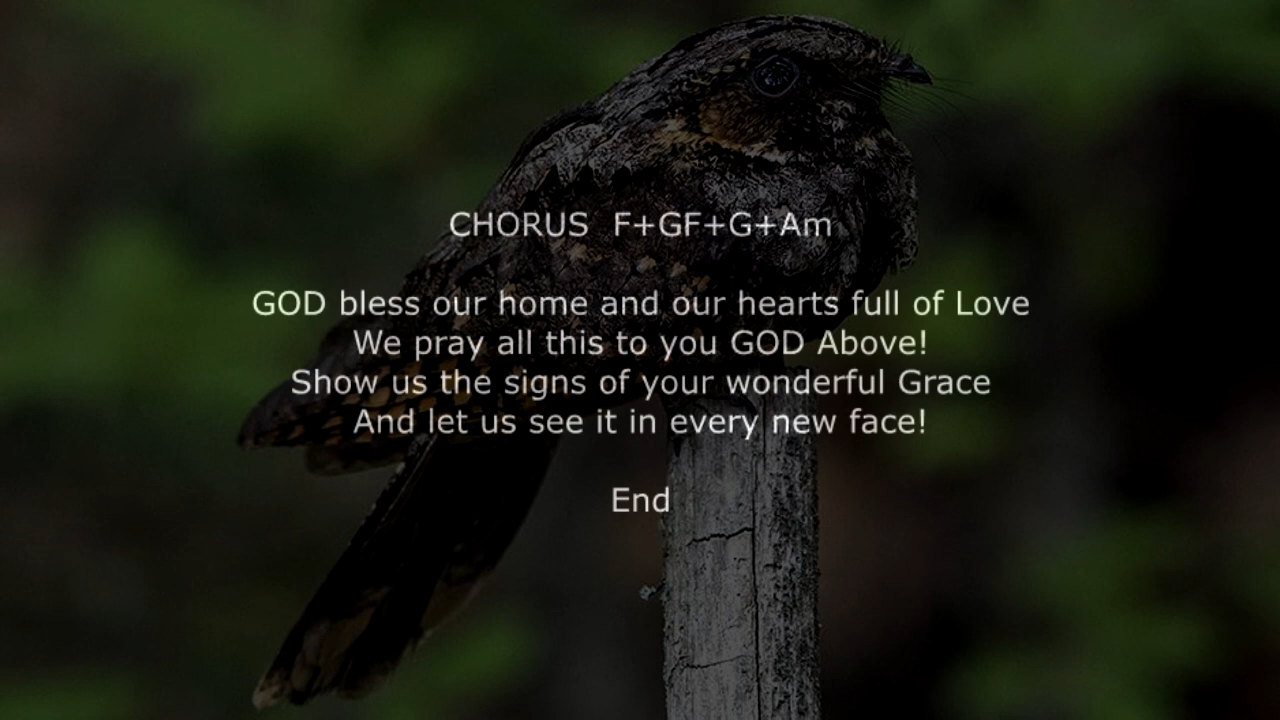 CHORUS  F+GF+G+Am
GOD bless our home and our hearts full of Love
We pray all this to you GOD Above!
Show us the signs of your wonderful Grace
And let us see it in every new face!
End